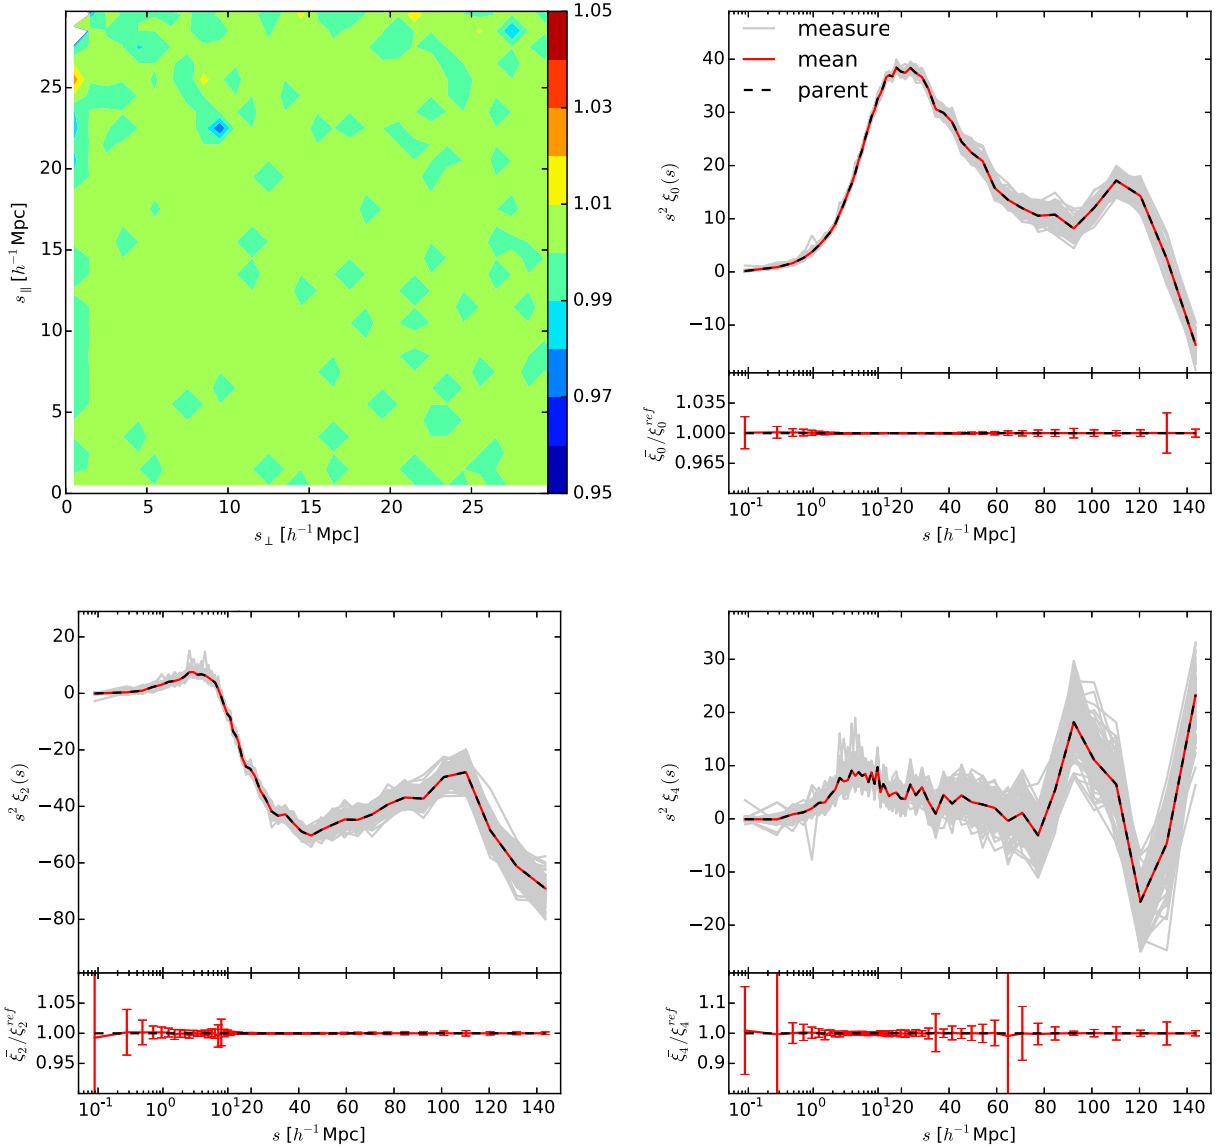 1.05
1.03
1.01
0.99
0.97
0.95
25
20
15
10
5
0
0 5 10 15 20 25
s∥ [h⁻¹ Mpc]
s⊥ [h⁻¹ Mpc]
measure
mean
parent
40
30
20
10
0
−10
s² ξ₀(s)
1.035
1.000
0.965
ξ̄₀/ξ₀^ref
10⁻¹ 10⁰ 10¹ 20 40 60 80 100 120 140
s [h⁻¹ Mpc]
20
0
−20
−40
−60
−80
s² ξ₂(s)
1.05
1.00
0.95
ξ̄₂/ξ₂^ref
10⁻¹ 10⁰ 10¹ 20 40 60 80 100 120 140
s [h⁻¹ Mpc]
30
20
10
0
−10
−20
s² ξ₄(s)
1.1
1.0
0.9
ξ̄₄/ξ₄^ref
10⁻¹ 10⁰ 10¹ 20 40 60 80 100 120 140
s [h⁻¹ Mpc]